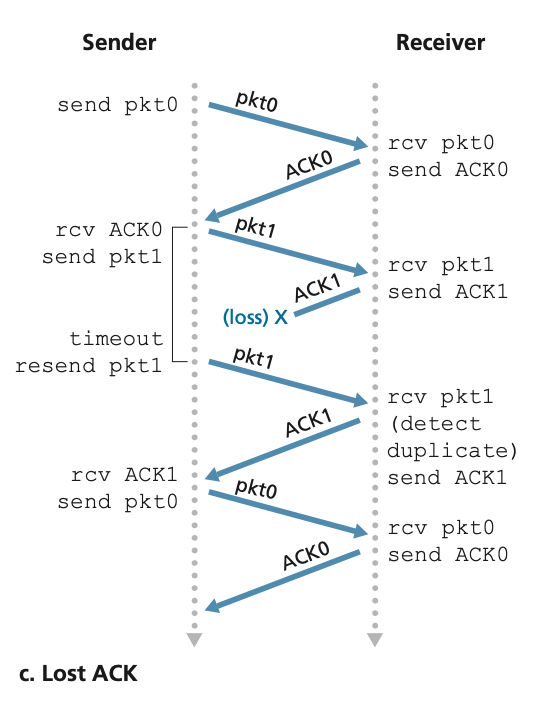 Sender
Receiver
send pkt0
pkt0
rcv pkt0
send ACK0
ACK0
rcv ACK0
send pkt1
pkt1
rcv pkt1
send ACK1
ACK1
(loss) X
timeout
resend pkt1
pkt1
rcv pkt1
(detect
duplicate)
send ACK1
ACK1
rcv ACK1
send pkt0
pkt0
rcv pkt0
send ACK0
ACK0
c. Lost ACK